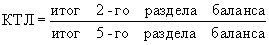 КТЛ = итог 2-го раздела баланса
итог 5-го раздела баланса